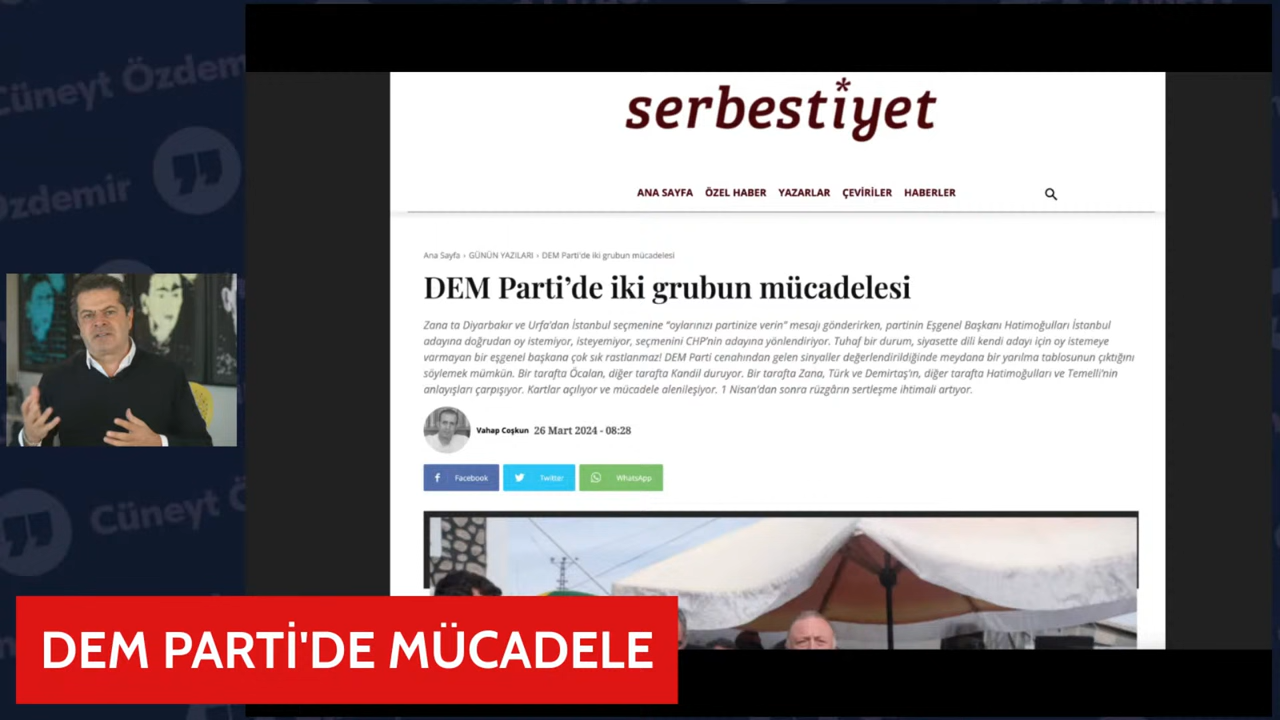 Cüneyt Özdem
Özdemir
serbestiyet
ANA SAYFA ÖZEL HABER YAZARLAR ÇEVİRİLER HABERLER
Ana Sayfa › GÜNÜN YAZILARI › DEM Parti'de iki grubun mücadelesi
DEM Parti’de iki grubun mücadelesi
Zana ta Diyarbakır ve Urfa’dan İstanbul seçmenine “oylarınızı partinize verin” mesajı gönderirken, partinin Eşgenel Başkanı Hatimoğulları İstanbul
adayına doğrudan oy istemiyor, isteyemiyor, seçmenini CHP’nin adayına yönlendiriyor. Tuhaf bir durum, siyasette dili kendi adayı için oy istemeye
varmayan bir eşgenel başkana çok sık rastlanmaz! DEM Parti cenahından gelen sinyaller değerlendirildiğinde meydana bir yarılma tablosunun çıktığını
söylemek mümkün. Bir tarafta Öcalan, diğer tarafta Kandil duruyor. Bir tarafta Zana, Türk ve Demirtaş’ın, diğer tarafta Hatimoğulları ve Temelli’nin
anlayışları çarpışıyor. Kartlar açılıyor ve mücadele alenileşiyor. 1 Nisan’dan sonra rüzgârın sertleşme ihtimali artıyor.
Vahap Coşkun 26 Mart 2024 - 08:28
Facebook Twitter WhatsApp
Cüneyt Ö
DEM PARTİ'DE MÜCADELE